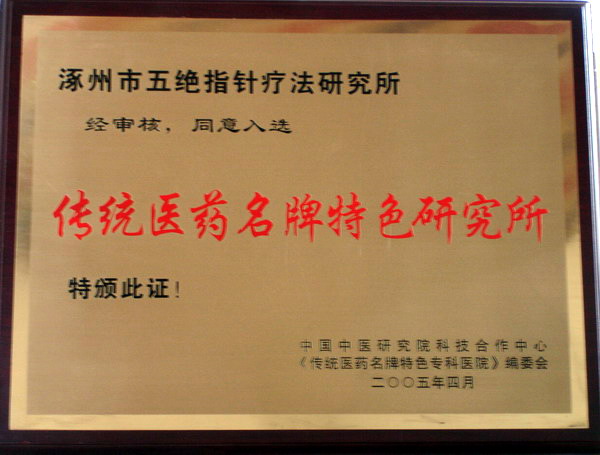 涿州市五绝指针疗法研究所
经审核，同意入选
传统医药名牌特色研究所
特颁此证！
中国中医研究院科技合作中心
《传统医药名牌特色专科医院》编委会
二〇〇五年四月